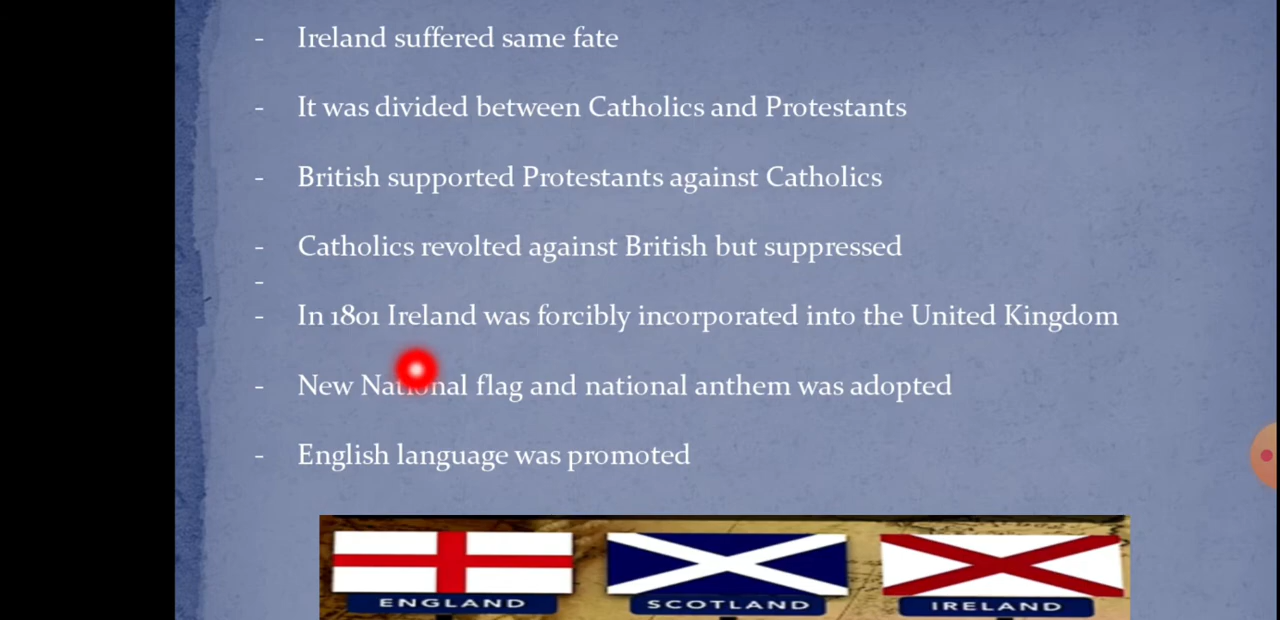 - Ireland suffered same fate
- It was divided between Catholics and Protestants
- British supported Protestants against Catholics
- Catholics revolted against British but suppressed
-
- In 1801 Ireland was forcibly incorporated into the United Kingdom
- New National flag and national anthem was adopted
- English language was promoted
ENGLAND SCOTLAND IRELAND